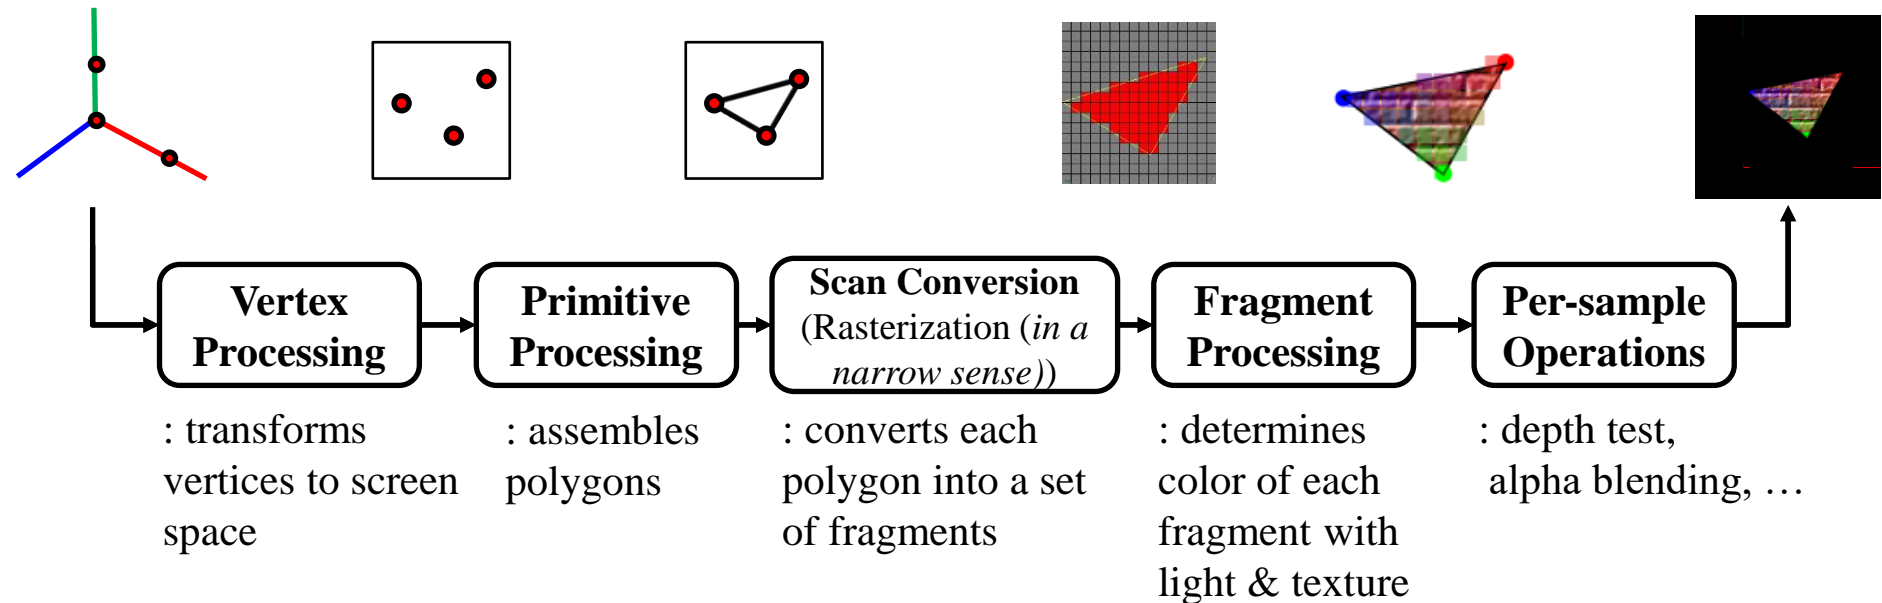 Vertex
Processing
Primitive
Processing
Scan Conversion
(Rasterization (in a
narrow sense))
Fragment
Processing
Per-sample
Operations
: transforms
vertices to screen
space
: assembles
polygons
: converts each
polygon into a set
of fragments
: determines
color of each
fragment with
light & texture
: depth test,
alpha blending, …